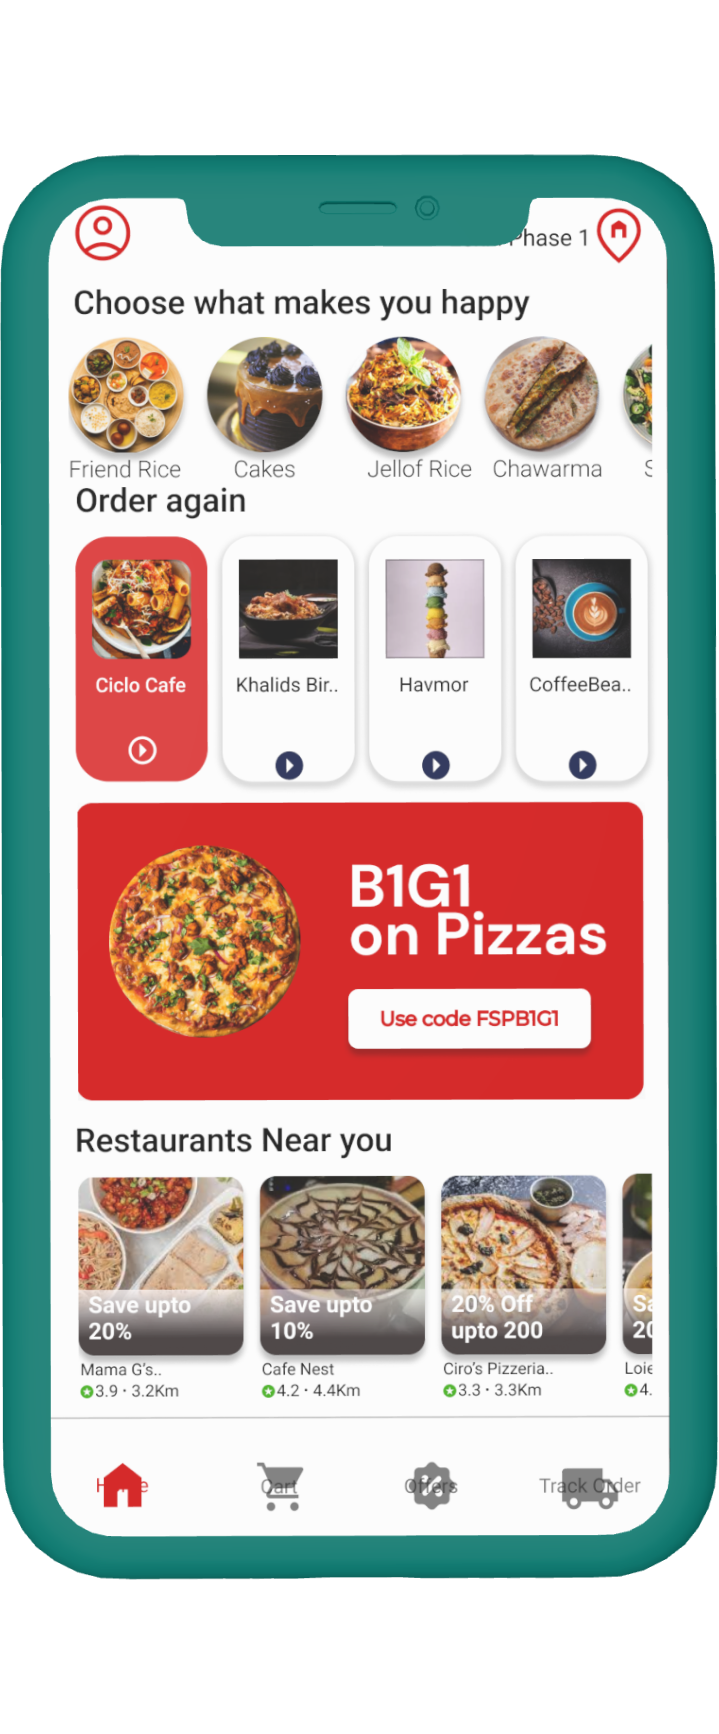 Phase 1
Choose what makes you happy
Friend Rice
Cakes
Jellof Rice
Chawarma
S
Order again
Ciclo Cafe
Khalids Bir..
Havmor
CoffeeBea..
B1G1
on Pizzas
Use code FSPB1G1
Restaurants Near you
Save upto
20%
Save upto
10%
20% Off
upto 200
Sa
20
Mama G's..
Cafe Nest
Ciro's Pizzeria..
Loie
3.9 · 3.2Km
4.2 · 4.4Km
3.3 · 3.3Km
4.
Home
Cart
Offers
Track Order